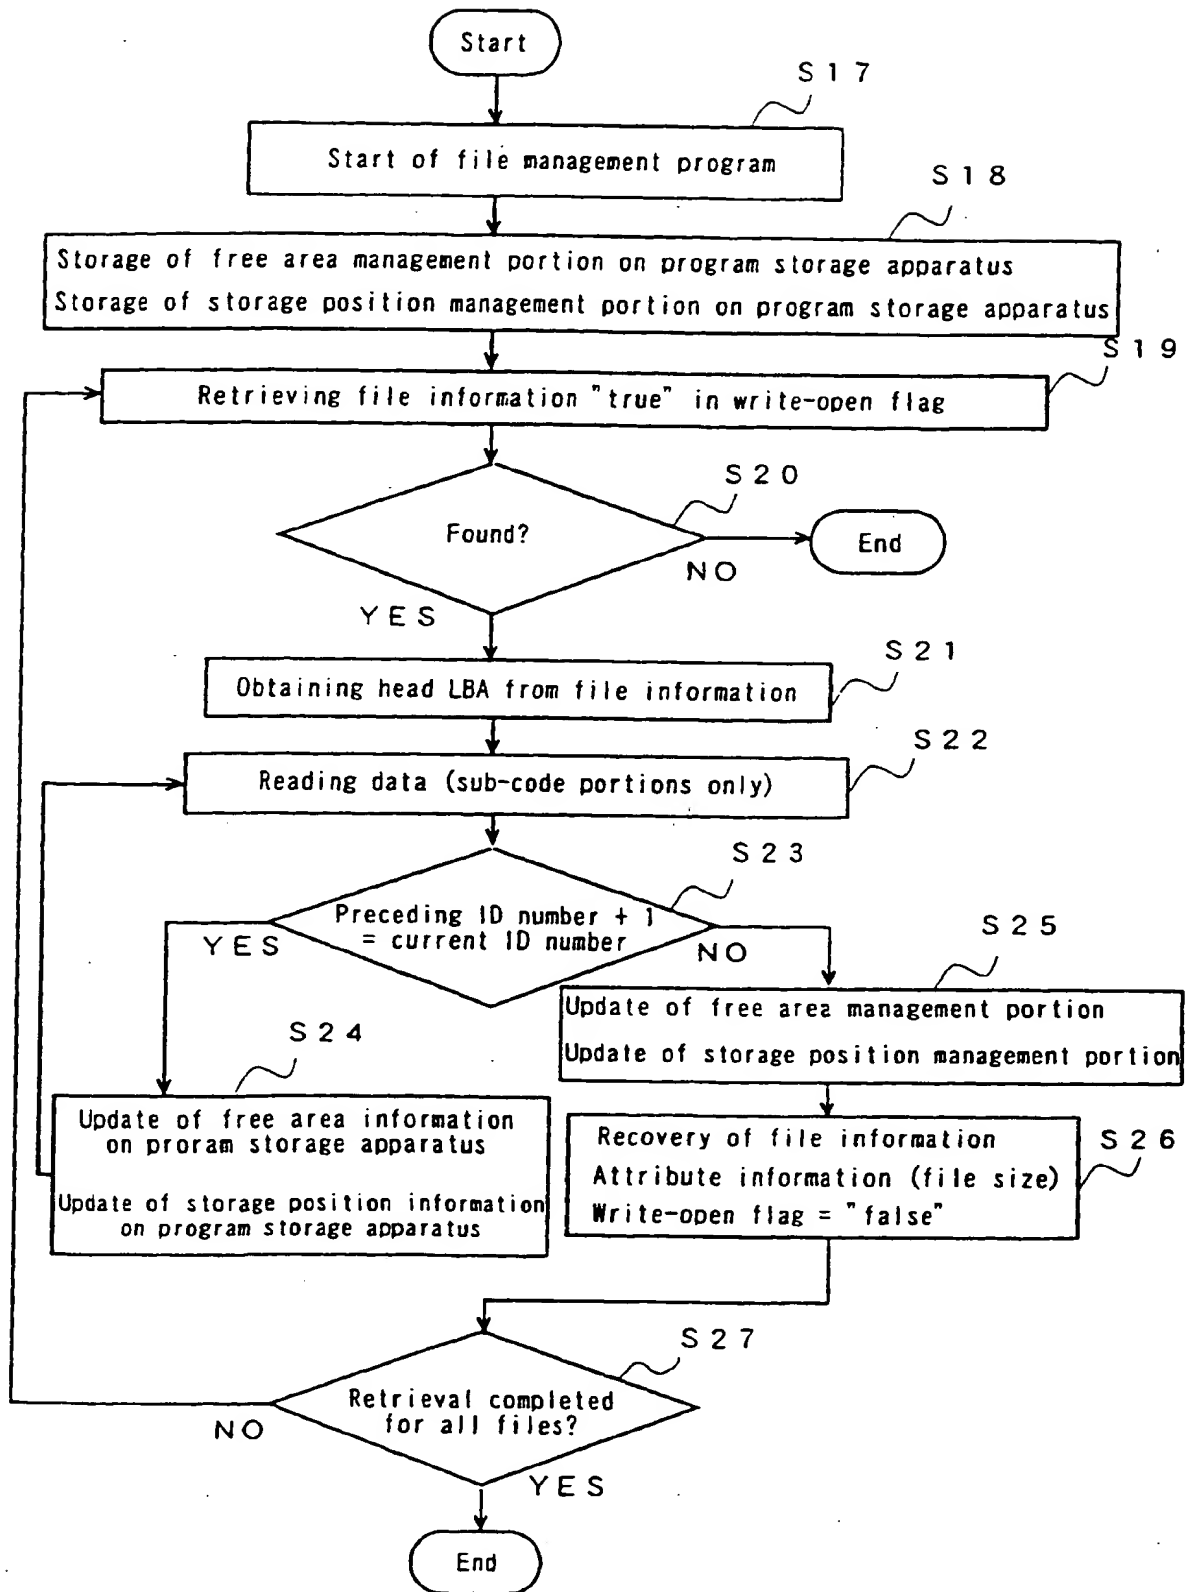 Start
S17
Start of file management program
S18
Storage of free area management portion on program storage apparatus
Storage of storage position management portion on program storage apparatus
S19
Retrieving file information "true" in write-open flag
S20
Found?
End
NO
YES
S21
Obtaining head LBA from file information
S22
Reading data (sub-code portions only)
S23
Preceding ID number + 1
= current ID number
YES
NO
S25
Update of free area management portion
Update of storage position management portion
S24
Update of free area information
on proram storage apparatus
Update of storage position information
on program storage apparatus
Recovery of file information
Attribute information (file size)
Write-open flag = "false"
S26
S27
Retrieval completed
for all files?
NO
YES
End